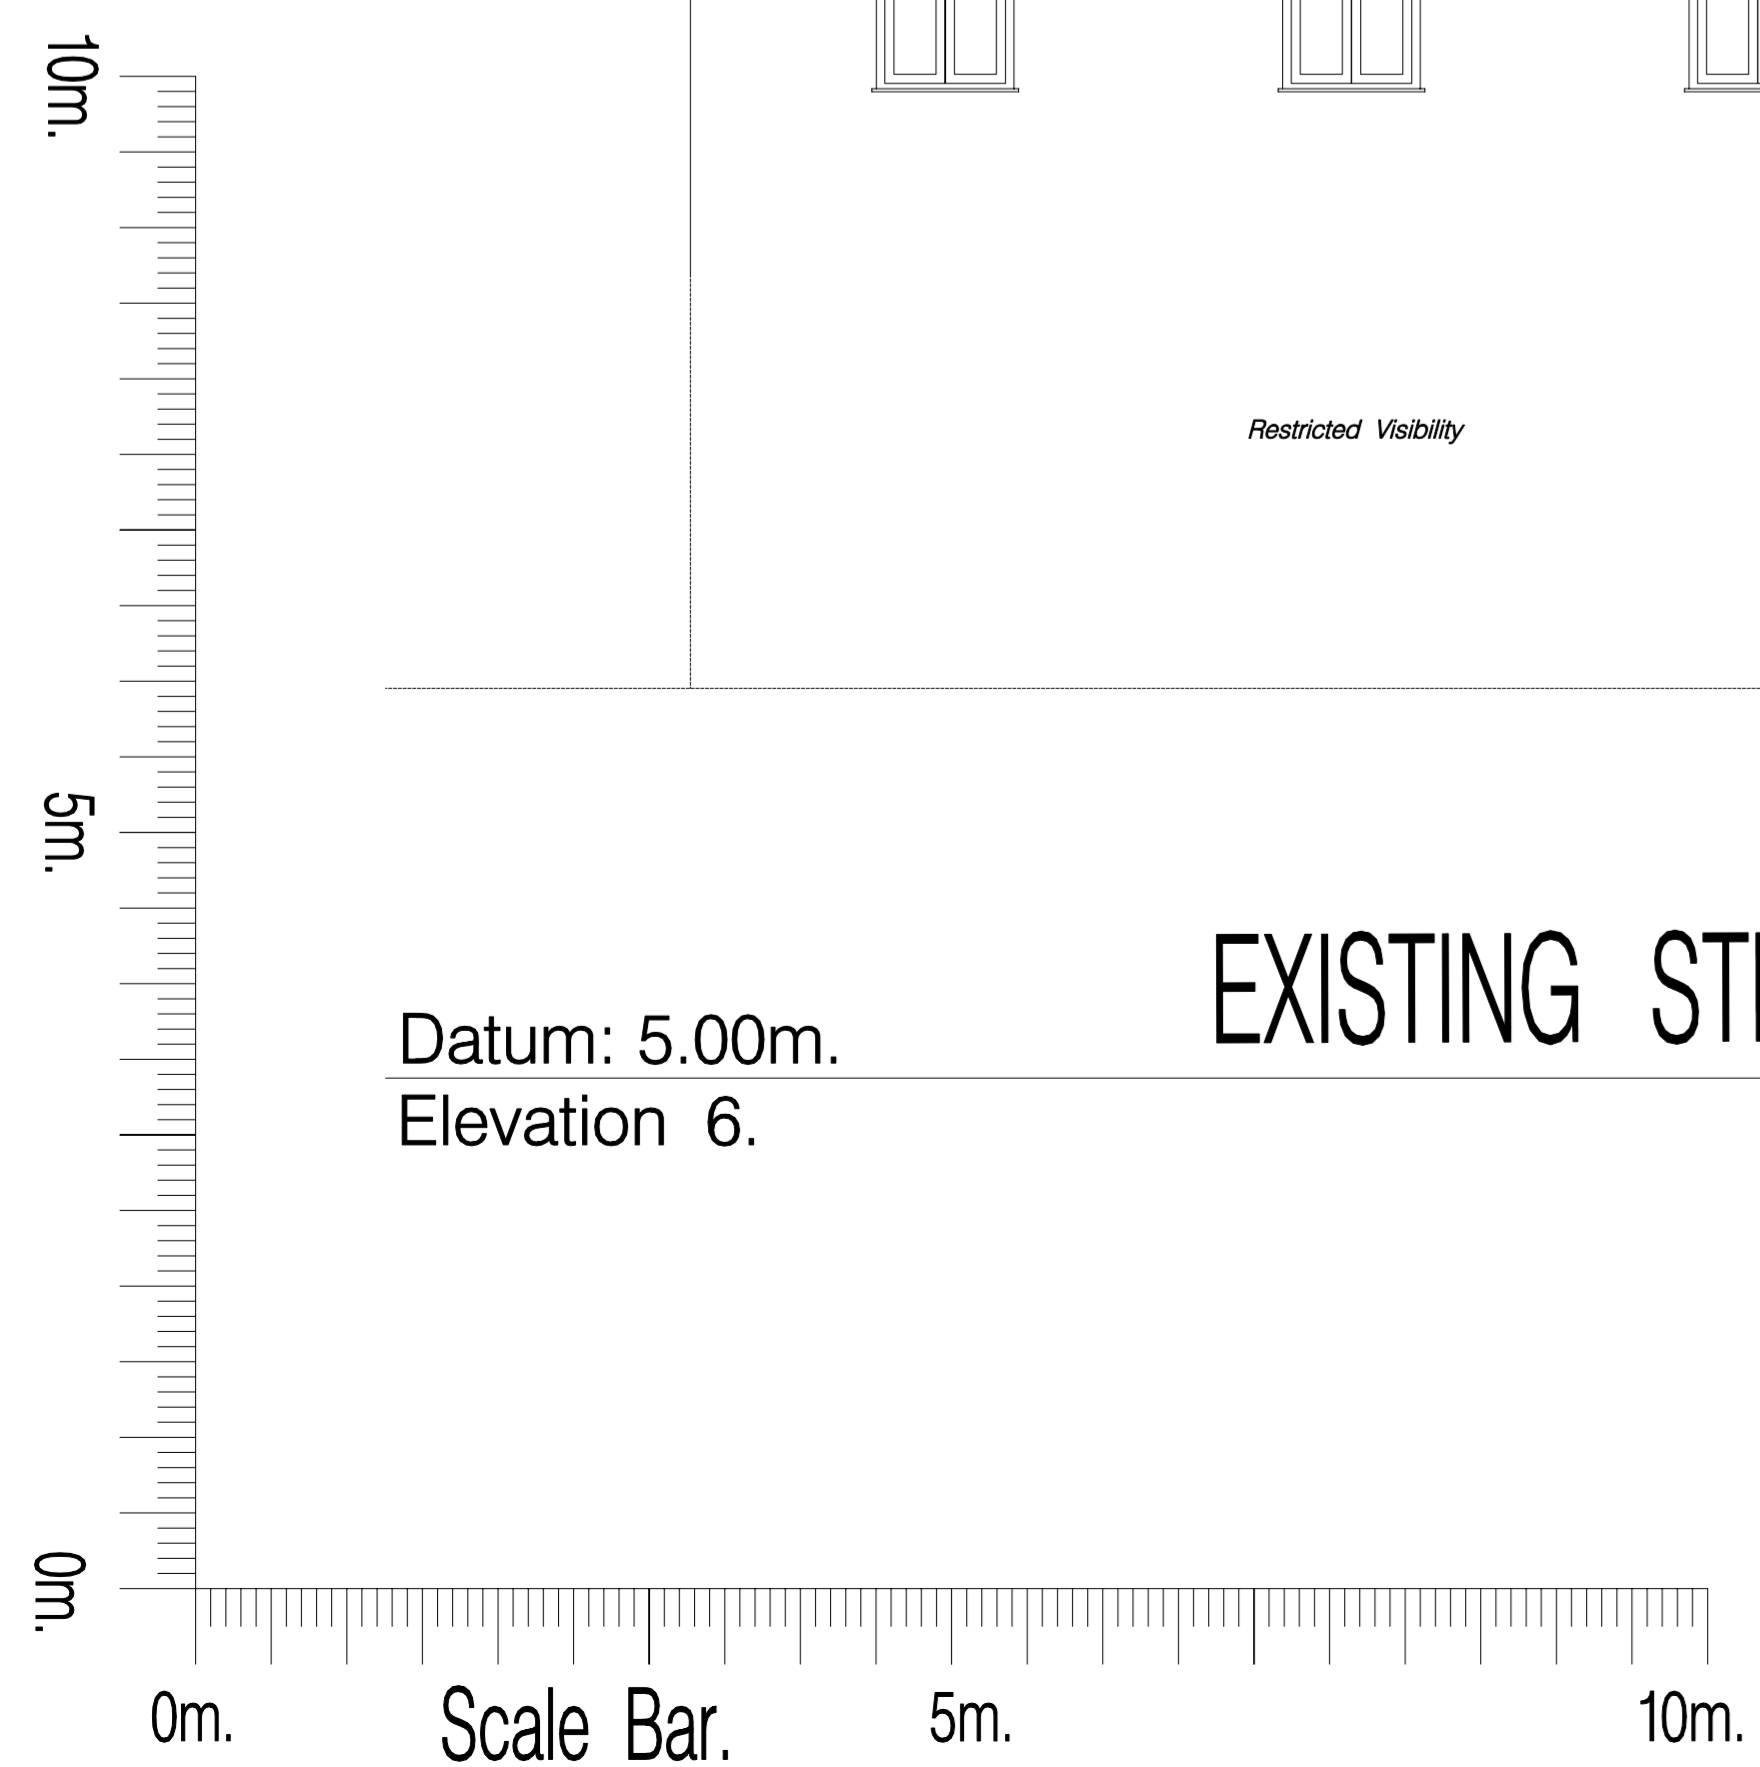 10m.
Restricted Visibility
5m.
EXISTING
Datum: 5.00m.
Elevation 6.
0m.
0m.
Scale Bar.
5m.
10m.